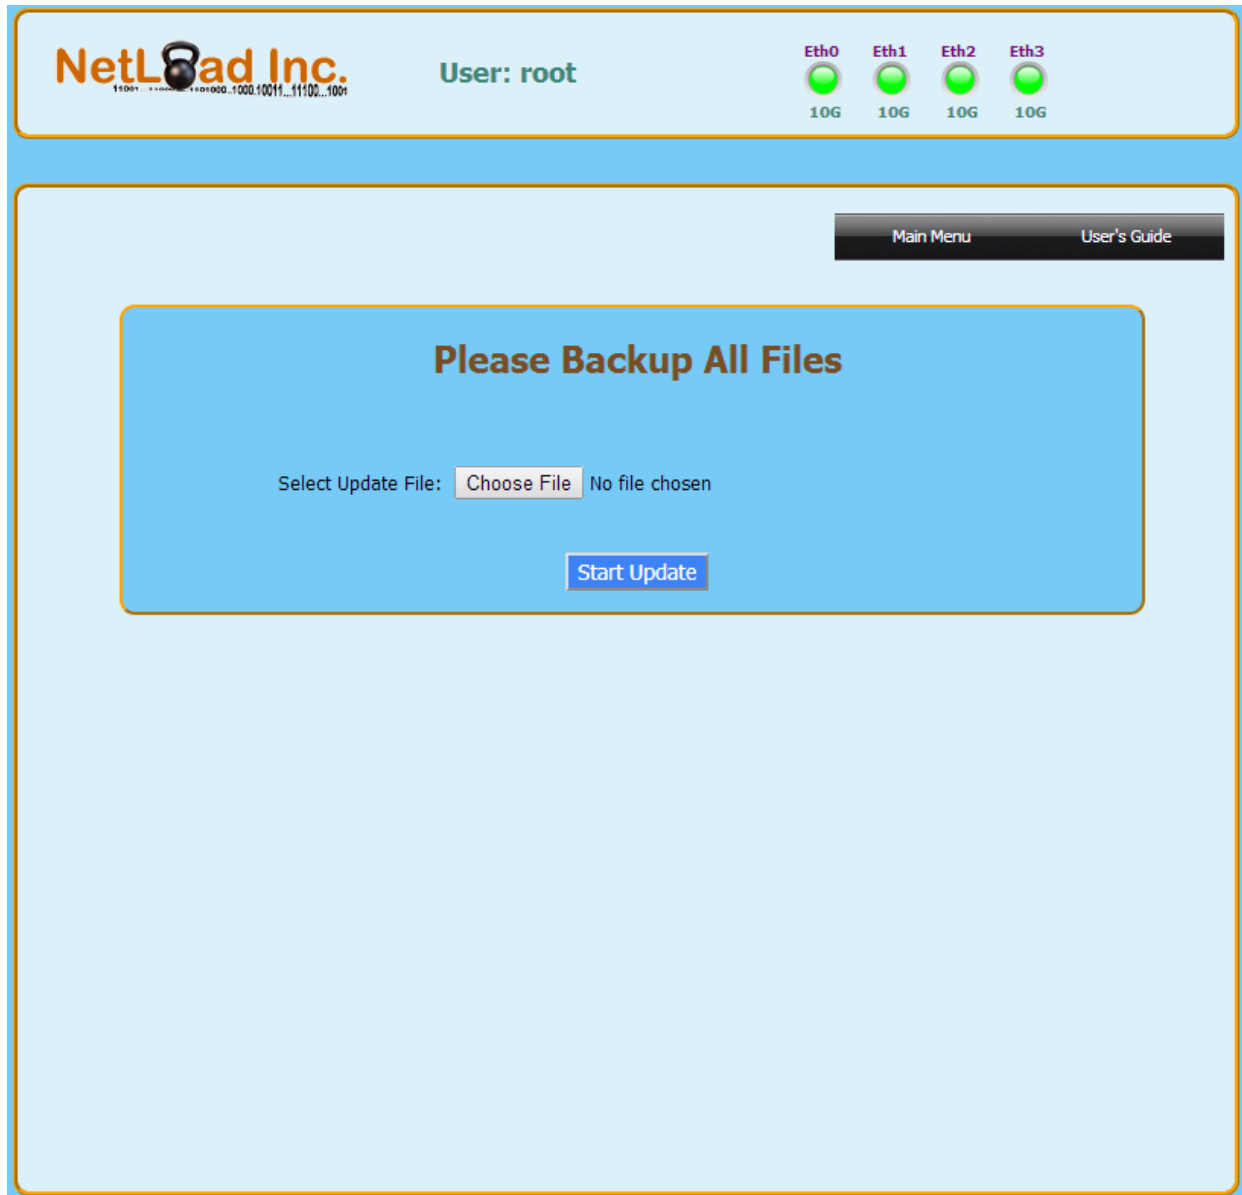 NetLoad Inc.
User: root
Eth0 Eth1 Eth2 Eth3
10G 10G 10G 10G
Main Menu User's Guide
Please Backup All Files
Select Update File: Choose File No file chosen
Start Update